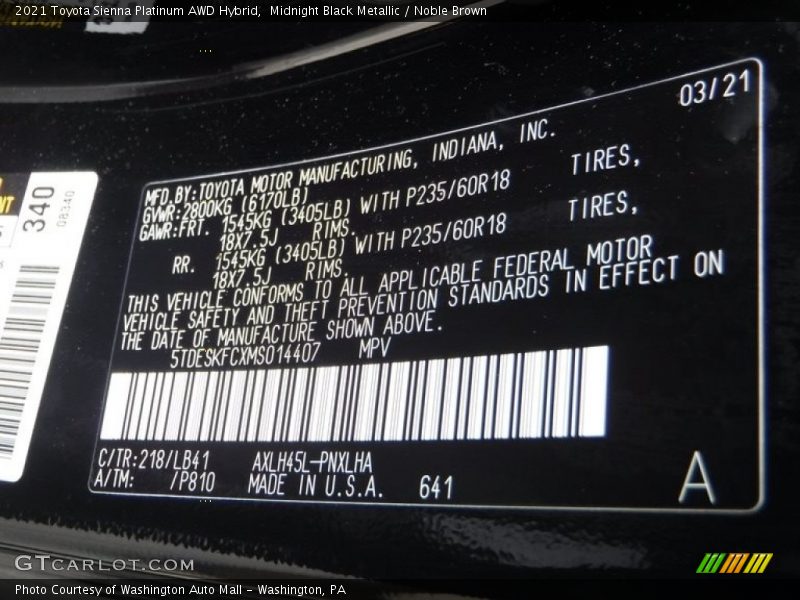 2021 Toyota Sienna Platinum AWD Hybrid, Midnight Black Metallic / Noble Brown
03/21
MFD.BY:TOYOTA MOTOR MANUFACTURING, INDIANA, INC.
GVWR:2800KG (6170LB)
GAWR:FRT. 1545KG (3405LB) WITH P235/60R18 TIRES,
18X7.5J RIMS.
RR. 1545KG (3405LB) WITH P235/60R18 TIRES,
18X7.5J RIMS.
THIS VEHICLE CONFORMS TO ALL APPLICABLE FEDERAL MOTOR
VEHICLE SAFETY AND THEFT PREVENTION STANDARDS IN EFFECT ON
THE DATE OF MANUFACTURE SHOWN ABOVE.
5TDESKFCXMS014407 MPV
C/TR:218/LB41 AXLH45L-PNXLHA
A/TM: /P810 MADE IN U.S.A. 641
A
340
08340
GTCARLOT.COM
Photo Courtesy of Washington Auto Mall - Washington, PA